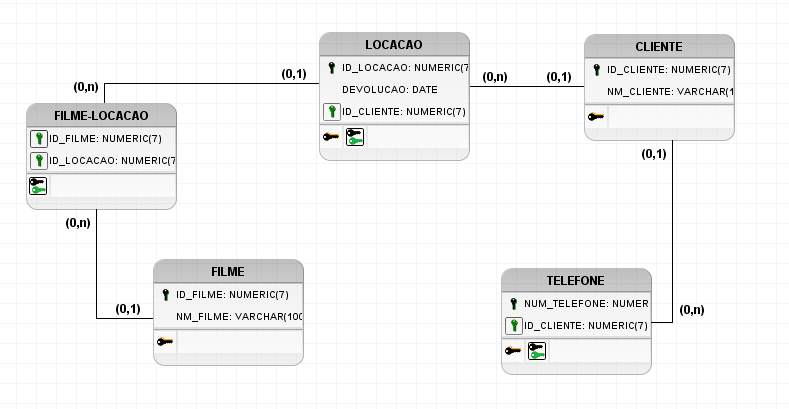 LOCACAO
ID_LOCACAO: NUMERIC(7
DEVOLUCAO: DATE
ID_CLIENTE: NUMERIC(7)
CLIENTE
ID_CLIENTE: NUMERIC(7)
NM_CLIENTE: VARCHAR(1
(0,n)
(0,1)
(0,n)
(0,1)
FILME-LOCACAO
ID_FILME: NUMERIC(7)
ID_LOCACAO: NUMERIC(7
(0,1)
(0,n)
FILME
ID_FILME: NUMERIC(7)
NM_FILME: VARCHAR(100
(0,1)
TELEFONE
NUM_TELEFONE: NUMER
ID_CLIENTE: NUMERIC(7)
(0,n)